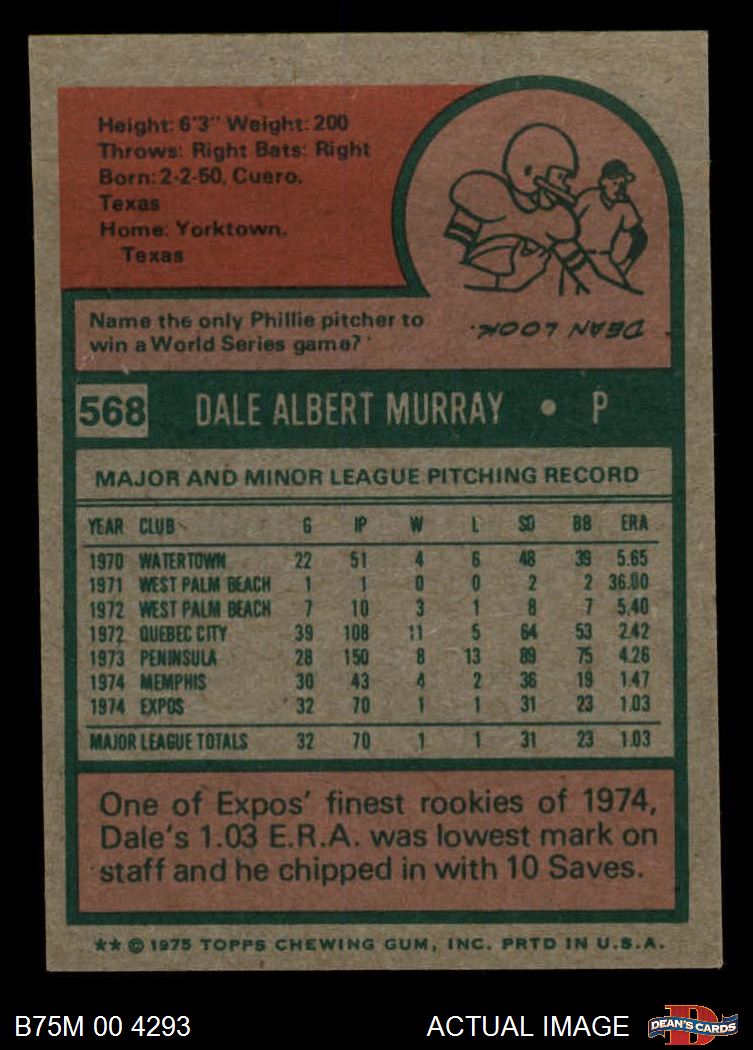 Height: 6'3" Weight: 200
Throws: Right Bats: Right
Born: 2-2-50, Cuero,
Texas
Home: Yorktown,
Texas
Name the only Phillie pitcher to
win a World Series game?
DEAN LOOK.
568 DALE ALBERT MURRAY • P
MAJOR AND MINOR LEAGUE PITCHING RECORD
YEAR CLUB G IP W L SO BB ERA
1970 WATERTOWN 22 51 4 6 48 39 5.65
1971 WEST PALM BEACH 1 1 0 0 2 2 36.00
1972 WEST PALM BEACH 7 10 3 1 8 7 5.40
1972 QUEBEC CITY 39 108 11 5 64 53 2.42
1973 PENINSULA 28 150 8 13 89 75 4.26
1974 MEMPHIS 30 43 4 2 36 19 1.47
1974 EXPOS 32 70 1 1 31 23 1.03
MAJOR LEAGUE TOTALS 32 70 1 1 31 23 1.03
One of Expos' finest rookies of 1974,
Dale's 1.03 E.R.A. was lowest mark on
staff and he chipped in with 10 Saves.
** © 1975 TOPPS CHEWING GUM, INC. PRTD IN U.S.A.
B75M 00 4293 ACTUAL IMAGE DEAN'S CARDS